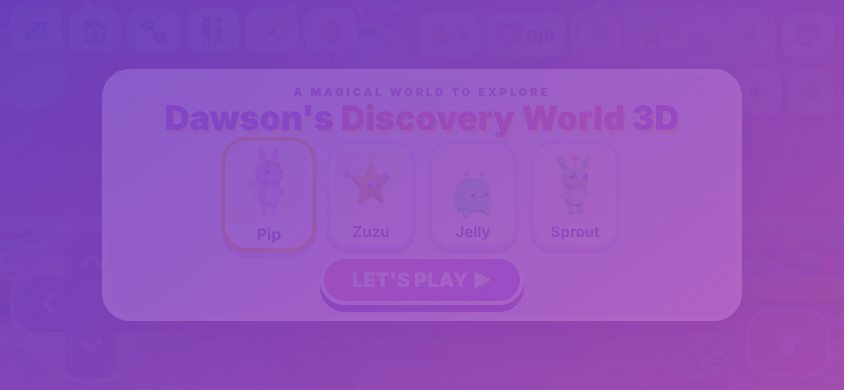 2 0/6
A MAGICAL WORLD TO EXPLORE
Dawson's Discovery World 3D
Pip Zuzu Jelly Sprout
LET'S PLAY ▶